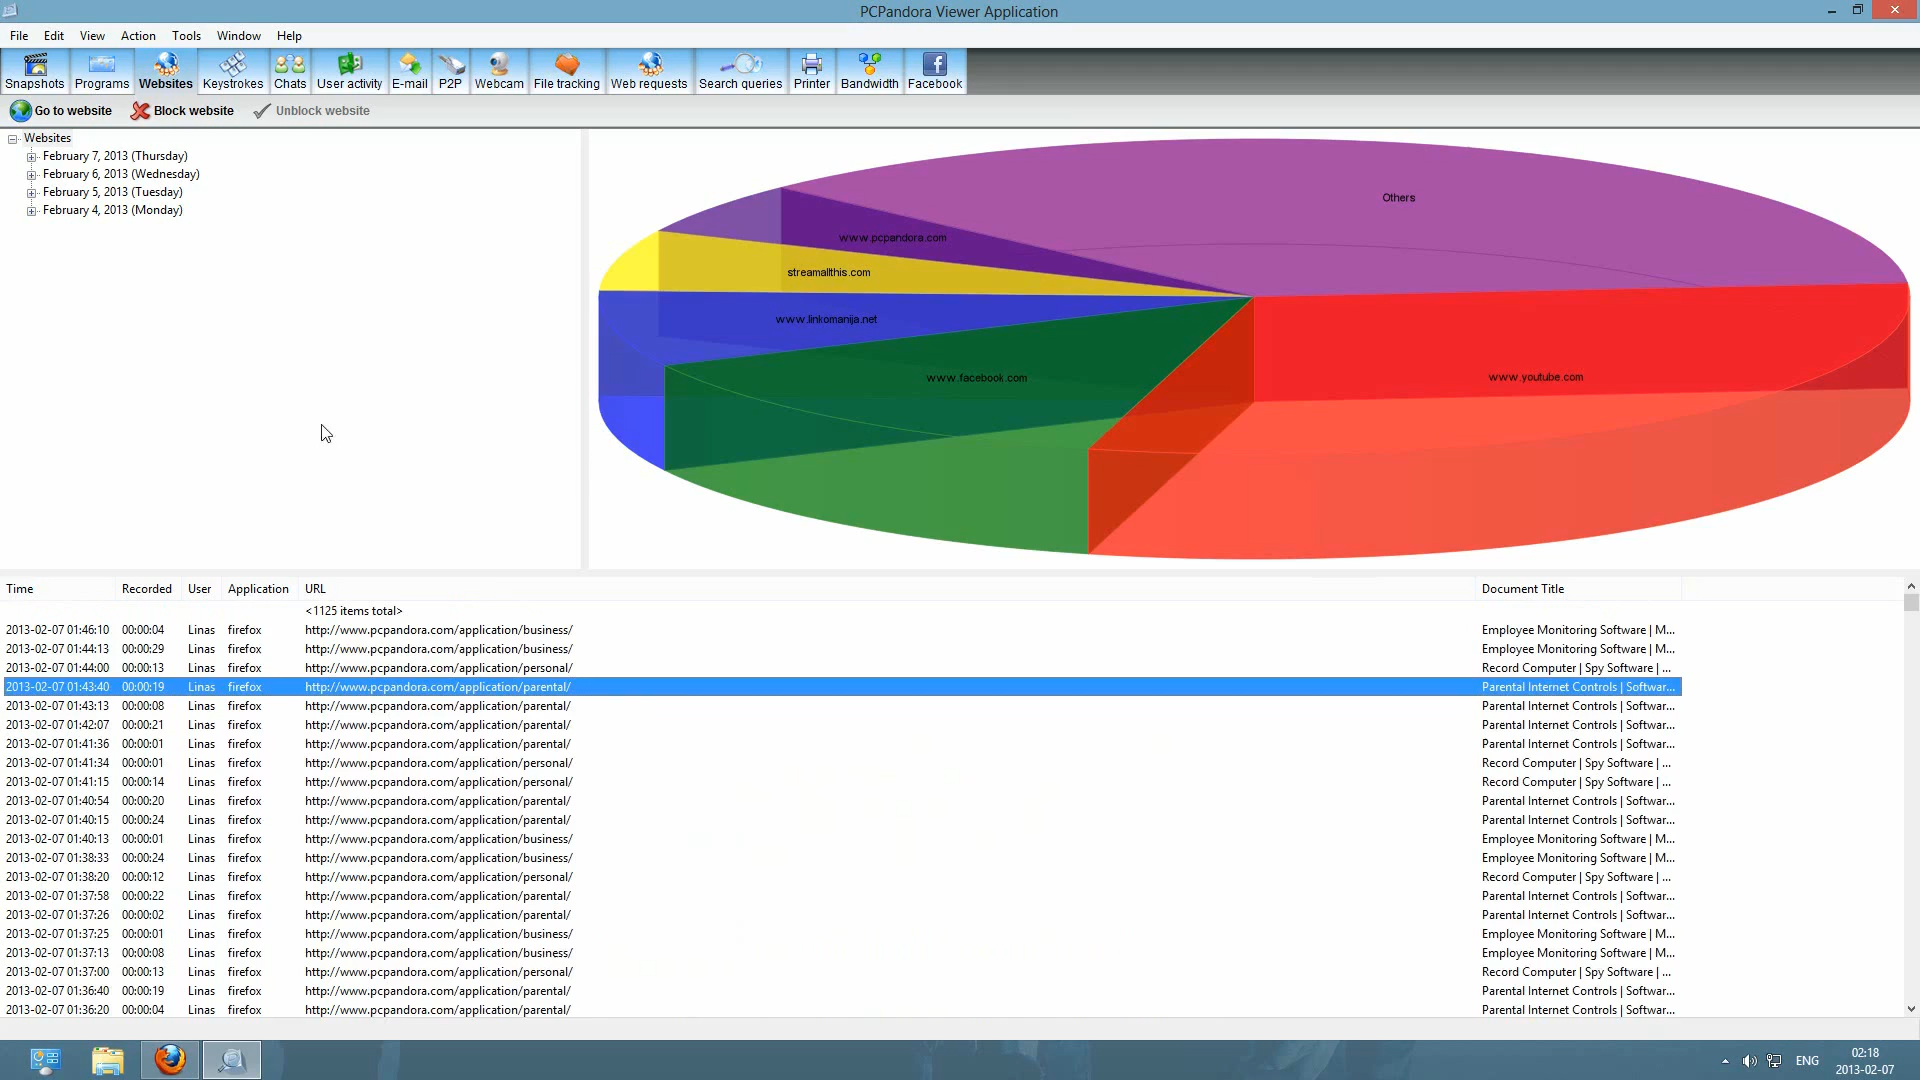 PCPandora Viewer Application
File Edit View Action Tools Window Help
Snapshots Programs Websites Keystrokes Chats User activity E-mail P2P Webcam File tracking Web requests Search queries Printer Bandwidth Facebook
Go to website Block website Unblock website
Websites
February 7, 2013 (Thursday)
February 6, 2013 (Wednesday)
February 5, 2013 (Tuesday)
February 4, 2013 (Monday)
Others
www.pcpandora.com
streamallthis.com
www.linkomanija.net
www.facebook.com
www.youtube.com
Time Recorded User Application URL Document Title
<1125 items total>
2013-02-07 01:46:10 00:00:04 Linas firefox http://www.pcpandora.com/application/business/ Employee Monitoring Software | M...
2013-02-07 01:44:13 00:00:29 Linas firefox http://www.pcpandora.com/application/business/ Employee Monitoring Software | M...
2013-02-07 01:44:00 00:00:13 Linas firefox http://www.pcpandora.com/application/personal/ Record Computer | Spy Software | ...
2013-02-07 01:43:40 00:00:19 Linas firefox http://www.pcpandora.com/application/parental/ Parental Internet Controls | Softwar...
2013-02-07 01:43:13 00:00:08 Linas firefox http://www.pcpandora.com/application/parental/ Parental Internet Controls | Softwar...
2013-02-07 01:42:07 00:00:21 Linas firefox http://www.pcpandora.com/application/parental/ Parental Internet Controls | Softwar...
2013-02-07 01:41:36 00:00:01 Linas firefox http://www.pcpandora.com/application/parental/ Parental Internet Controls | Softwar...
2013-02-07 01:41:34 00:00:01 Linas firefox http://www.pcpandora.com/application/personal/ Record Computer | Spy Software | ...
2013-02-07 01:41:15 00:00:14 Linas firefox http://www.pcpandora.com/application/personal/ Record Computer | Spy Software | ...
2013-02-07 01:40:54 00:00:20 Linas firefox http://www.pcpandora.com/application/parental/ Parental Internet Controls | Softwar...
2013-02-07 01:40:15 00:00:24 Linas firefox http://www.pcpandora.com/application/parental/ Parental Internet Controls | Softwar...
2013-02-07 01:40:13 00:00:01 Linas firefox http://www.pcpandora.com/application/business/ Employee Monitoring Software | M...
2013-02-07 01:38:33 00:00:24 Linas firefox http://www.pcpandora.com/application/business/ Employee Monitoring Software | M...
2013-02-07 01:38:20 00:00:12 Linas firefox http://www.pcpandora.com/application/personal/ Record Computer | Spy Software | ...
2013-02-07 01:37:58 00:00:22 Linas firefox http://www.pcpandora.com/application/parental/ Parental Internet Controls | Softwar...
2013-02-07 01:37:26 00:00:02 Linas firefox http://www.pcpandora.com/application/parental/ Parental Internet Controls | Softwar...
2013-02-07 01:37:25 00:00:01 Linas firefox http://www.pcpandora.com/application/business/ Employee Monitoring Software | M...
2013-02-07 01:37:13 00:00:08 Linas firefox http://www.pcpandora.com/application/business/ Employee Monitoring Software | M...
2013-02-07 01:37:00 00:00:13 Linas firefox http://www.pcpandora.com/application/personal/ Record Computer | Spy Software | ...
2013-02-07 01:36:40 00:00:19 Linas firefox http://www.pcpandora.com/application/parental/ Parental Internet Controls | Softwar...
2013-02-07 01:36:20 00:00:04 Linas firefox http://www.pcpandora.com/application/parental/ Parental Internet Controls | Softwar...
ENG 02:18
2013-02-07